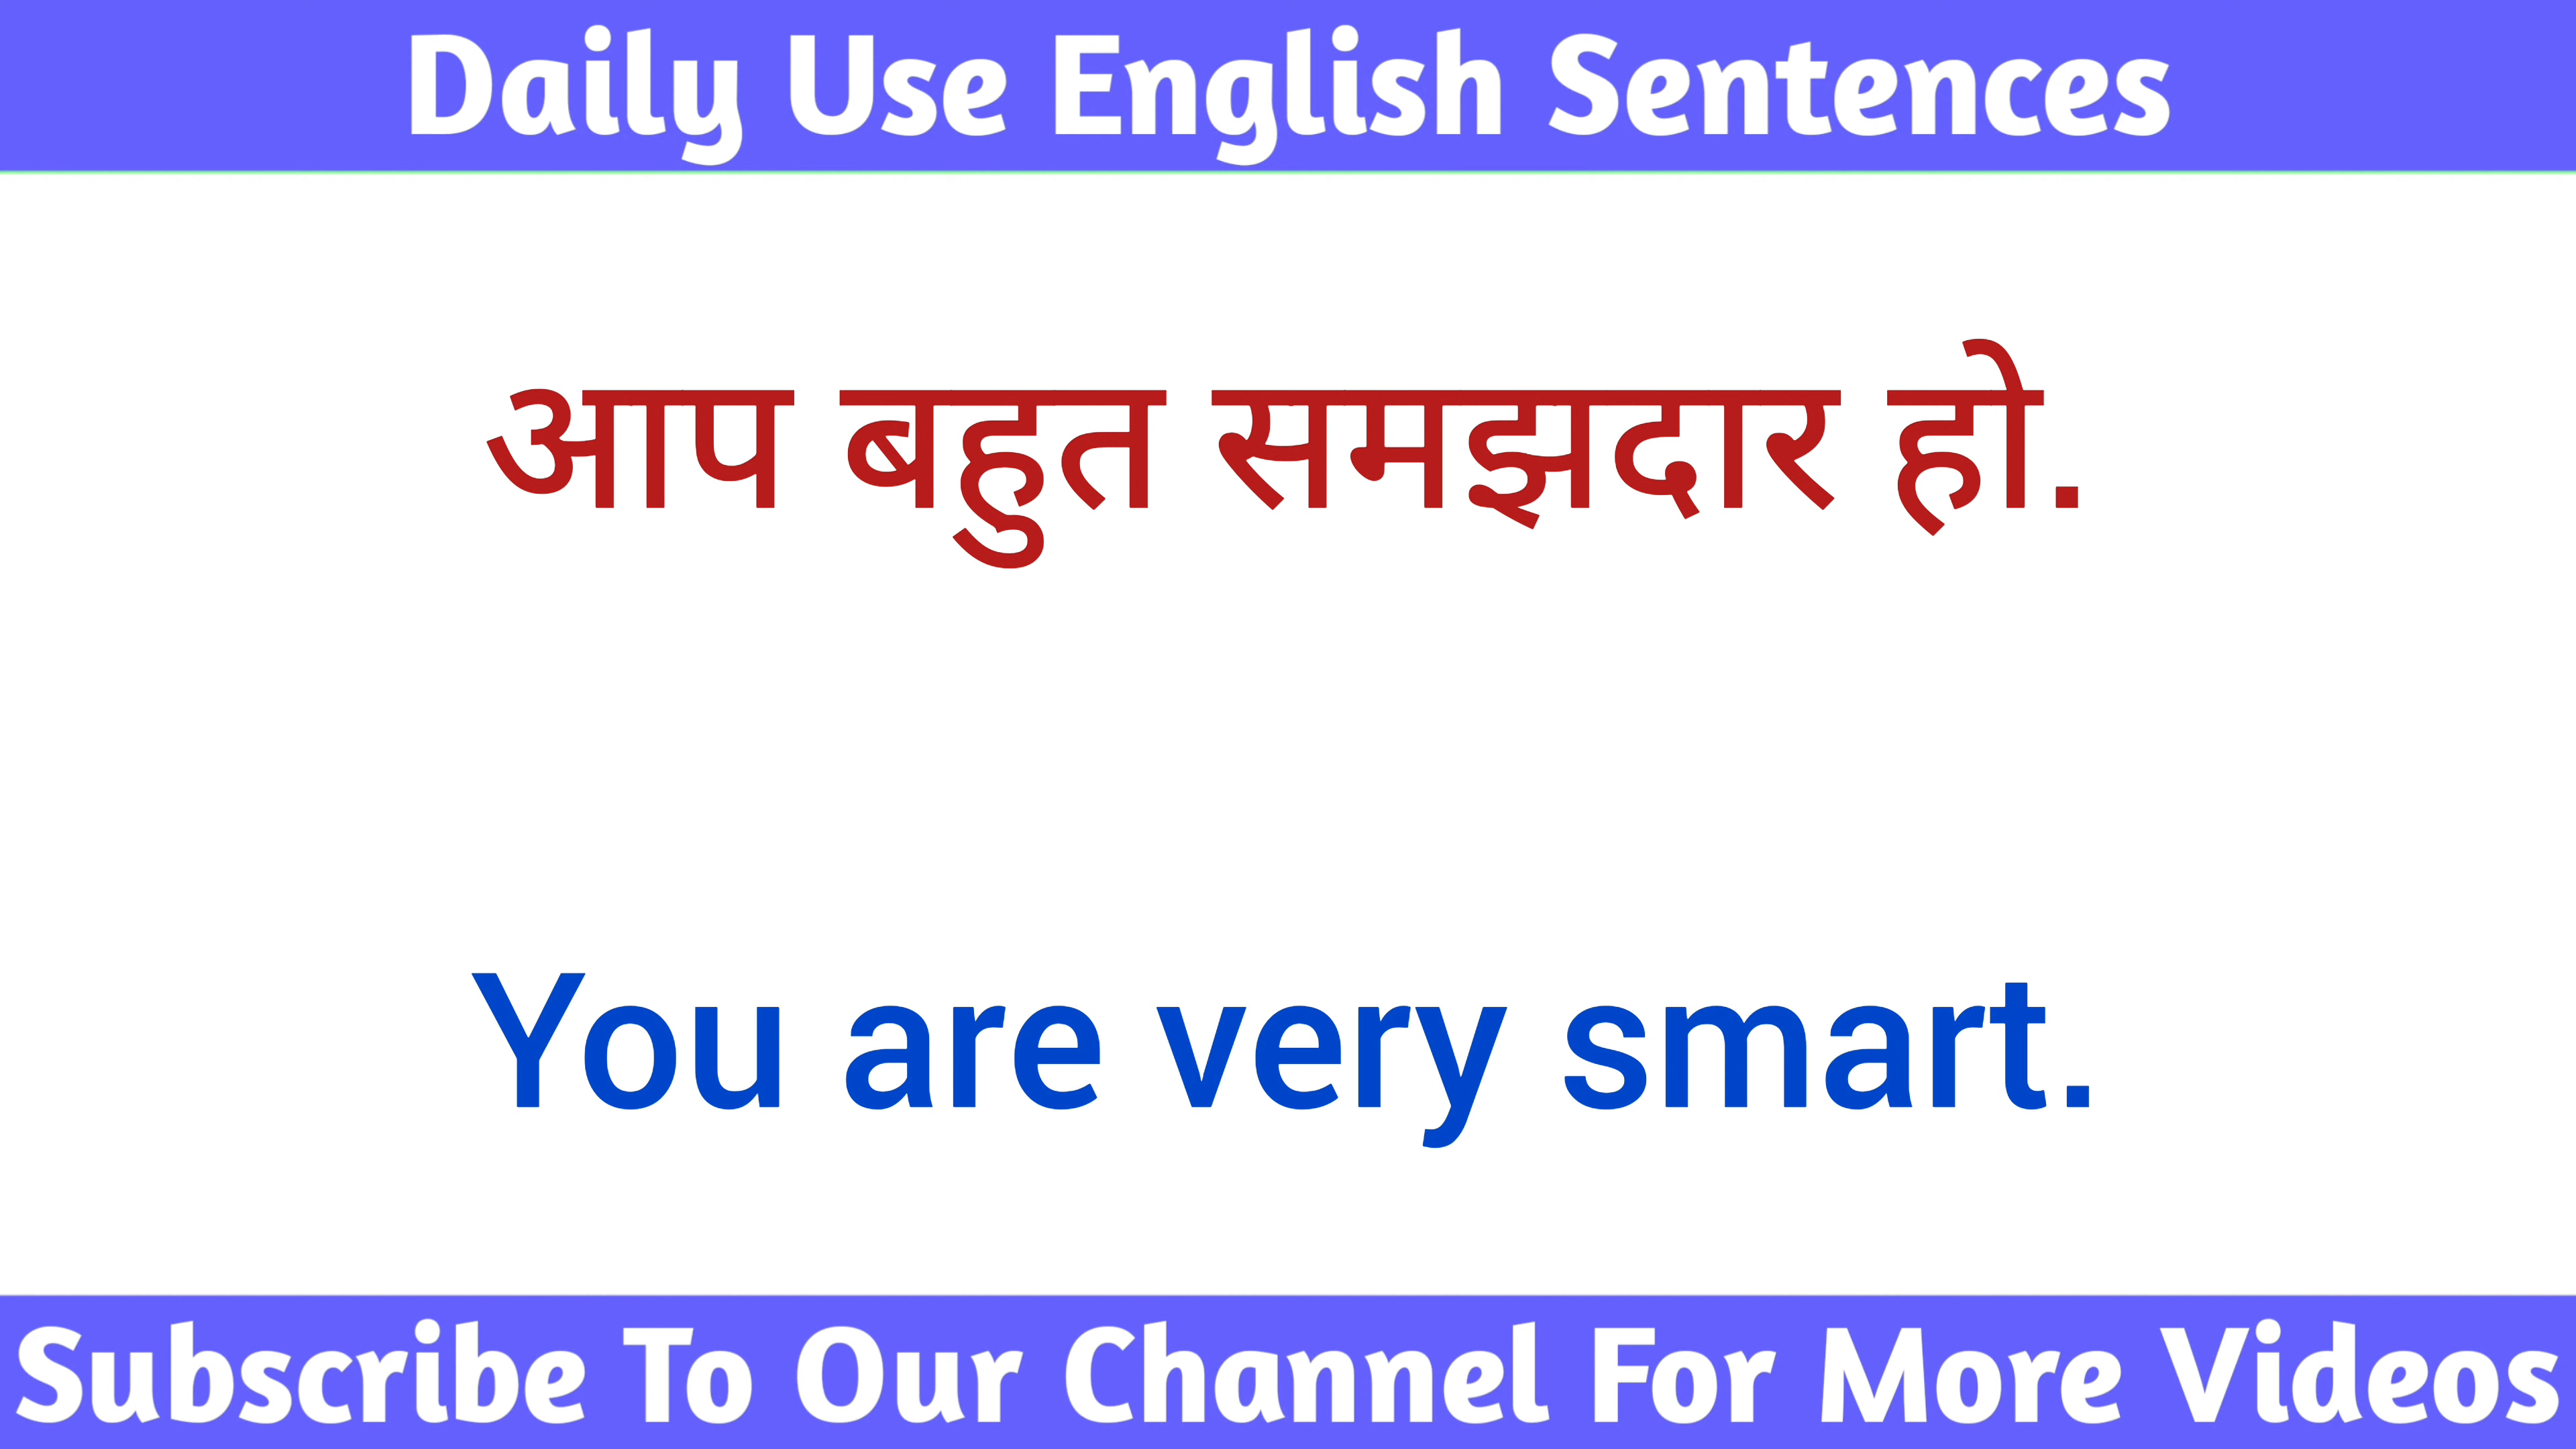 Daily Use English Sentences
आप बहुत समझदार हो.
You are very smart.
Subscribe To Our Channel For More Videos